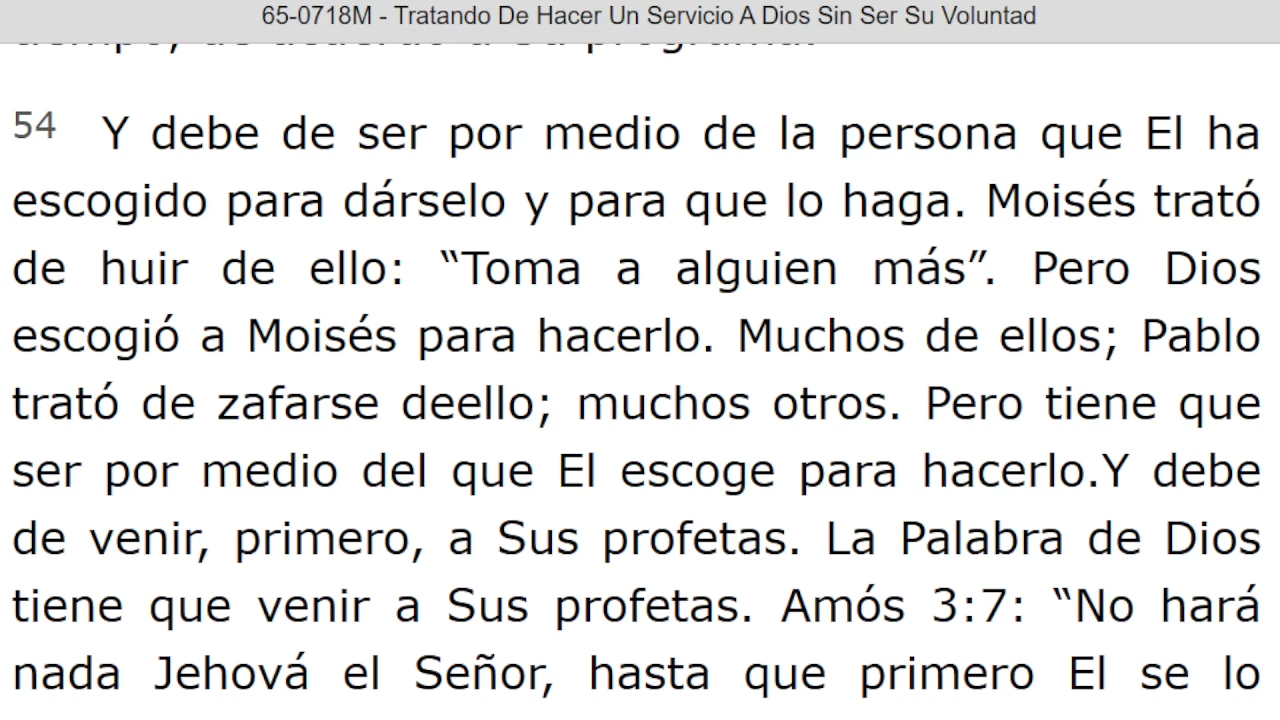 65-0718M - Tratando De Hacer Un Servicio A Dios Sin Ser Su Voluntad
54 Y debe de ser por medio de la persona que El ha
escogido para dárselo y para que lo haga. Moisés trató
de huir de ello: “Toma a alguien más”. Pero Dios
escogió a Moisés para hacerlo. Muchos de ellos; Pablo
trató de zafarse deello; muchos otros. Pero tiene que
ser por medio del que El escoge para hacerlo.Y debe
de venir, primero, a Sus profetas. La Palabra de Dios
tiene que venir a Sus profetas. Amós 3:7: “No hará
nada Jehová el Señor, hasta que primero El se lo